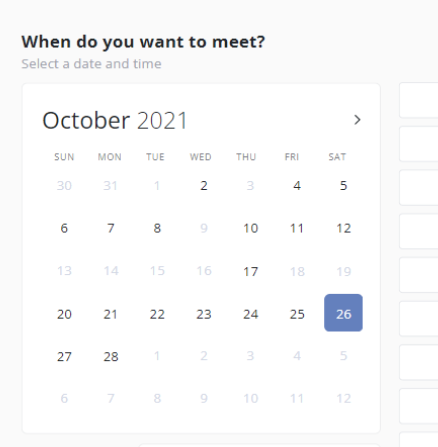 When do you want to meet?
Select a date and time
October 2021 >
SUN MON TUE WED THU FRI SAT
30 31 1 2 3 4 5
6 7 8 9 10 11 12
13 14 15 16 17 18 19
20 21 22 23 24 25 26
27 28 1 2 3 4 5
6 7 8 9 10 11 12